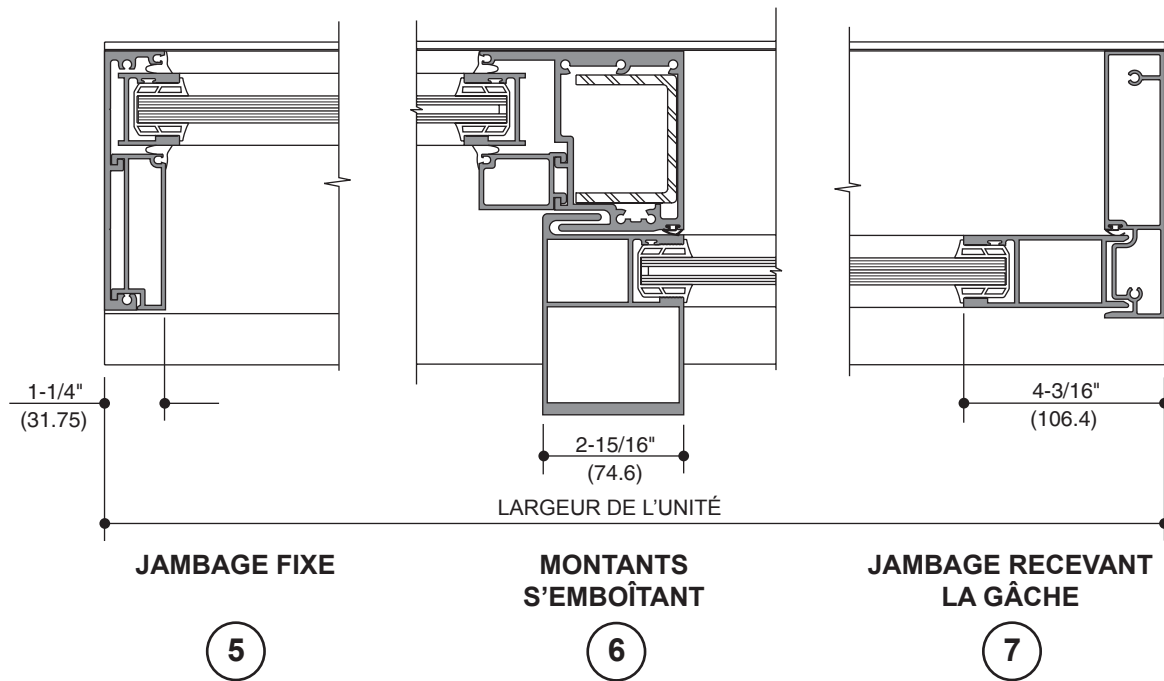 1-1/4"
(31.75)
4-3/16"
(106.4)
2-15/16"
(74.6)
LARGEUR DE L’UNITÉ
JAMBAGE FIXE
MONTANTS
S’EMBOÎTANT
JAMBAGE RECEVANT
LA GÂCHE
5
6
7